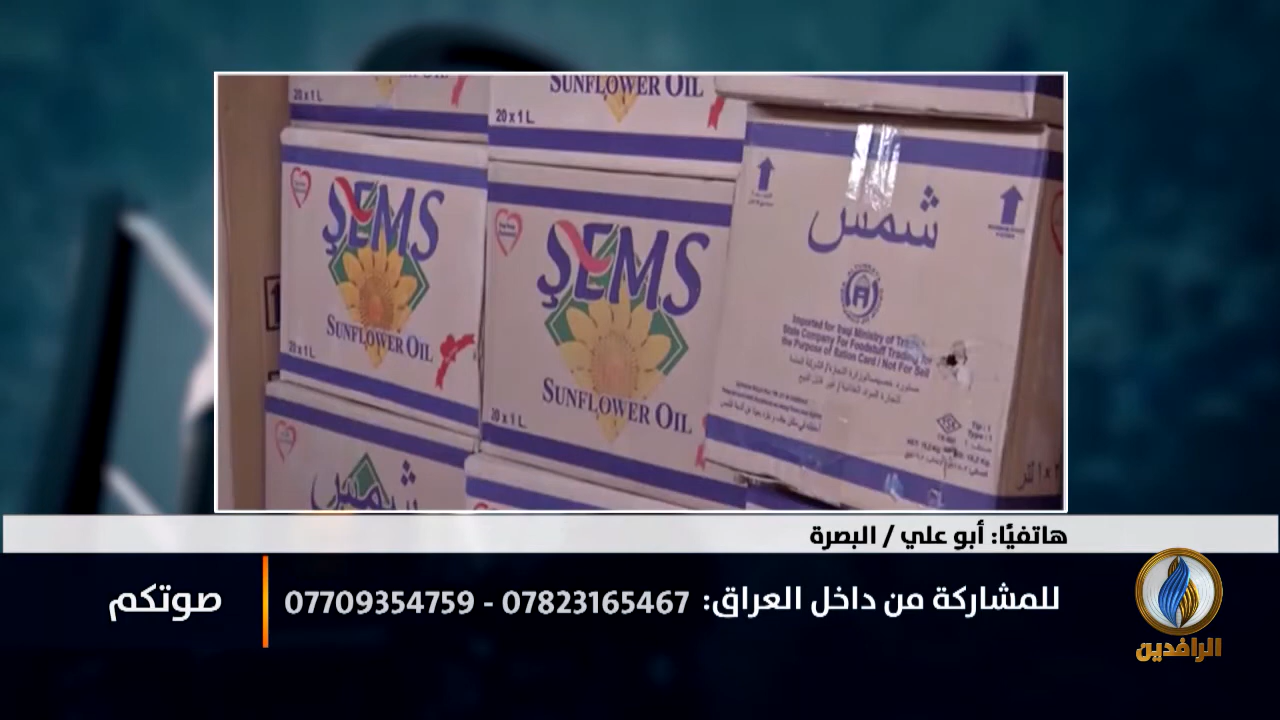 SUNFLOWER OIL
20 x 1 L
20 x 1 L.
ŞEMS
SUNFLOWER OIL
20 x 1 L
ŞEMS
SUNFLOWER OIL
20 x 1 L
شمس
Imported for Iraqi Ministry of Trade
State Company For Foodstuff Trading for
the Purpose of Ration Card / Not For Sell
شمس
هاتفيًا: أبو علي / البصرة
للمشاركة من داخل العراق: 07823165467 - 07709354759
صوتكم
الرافدين